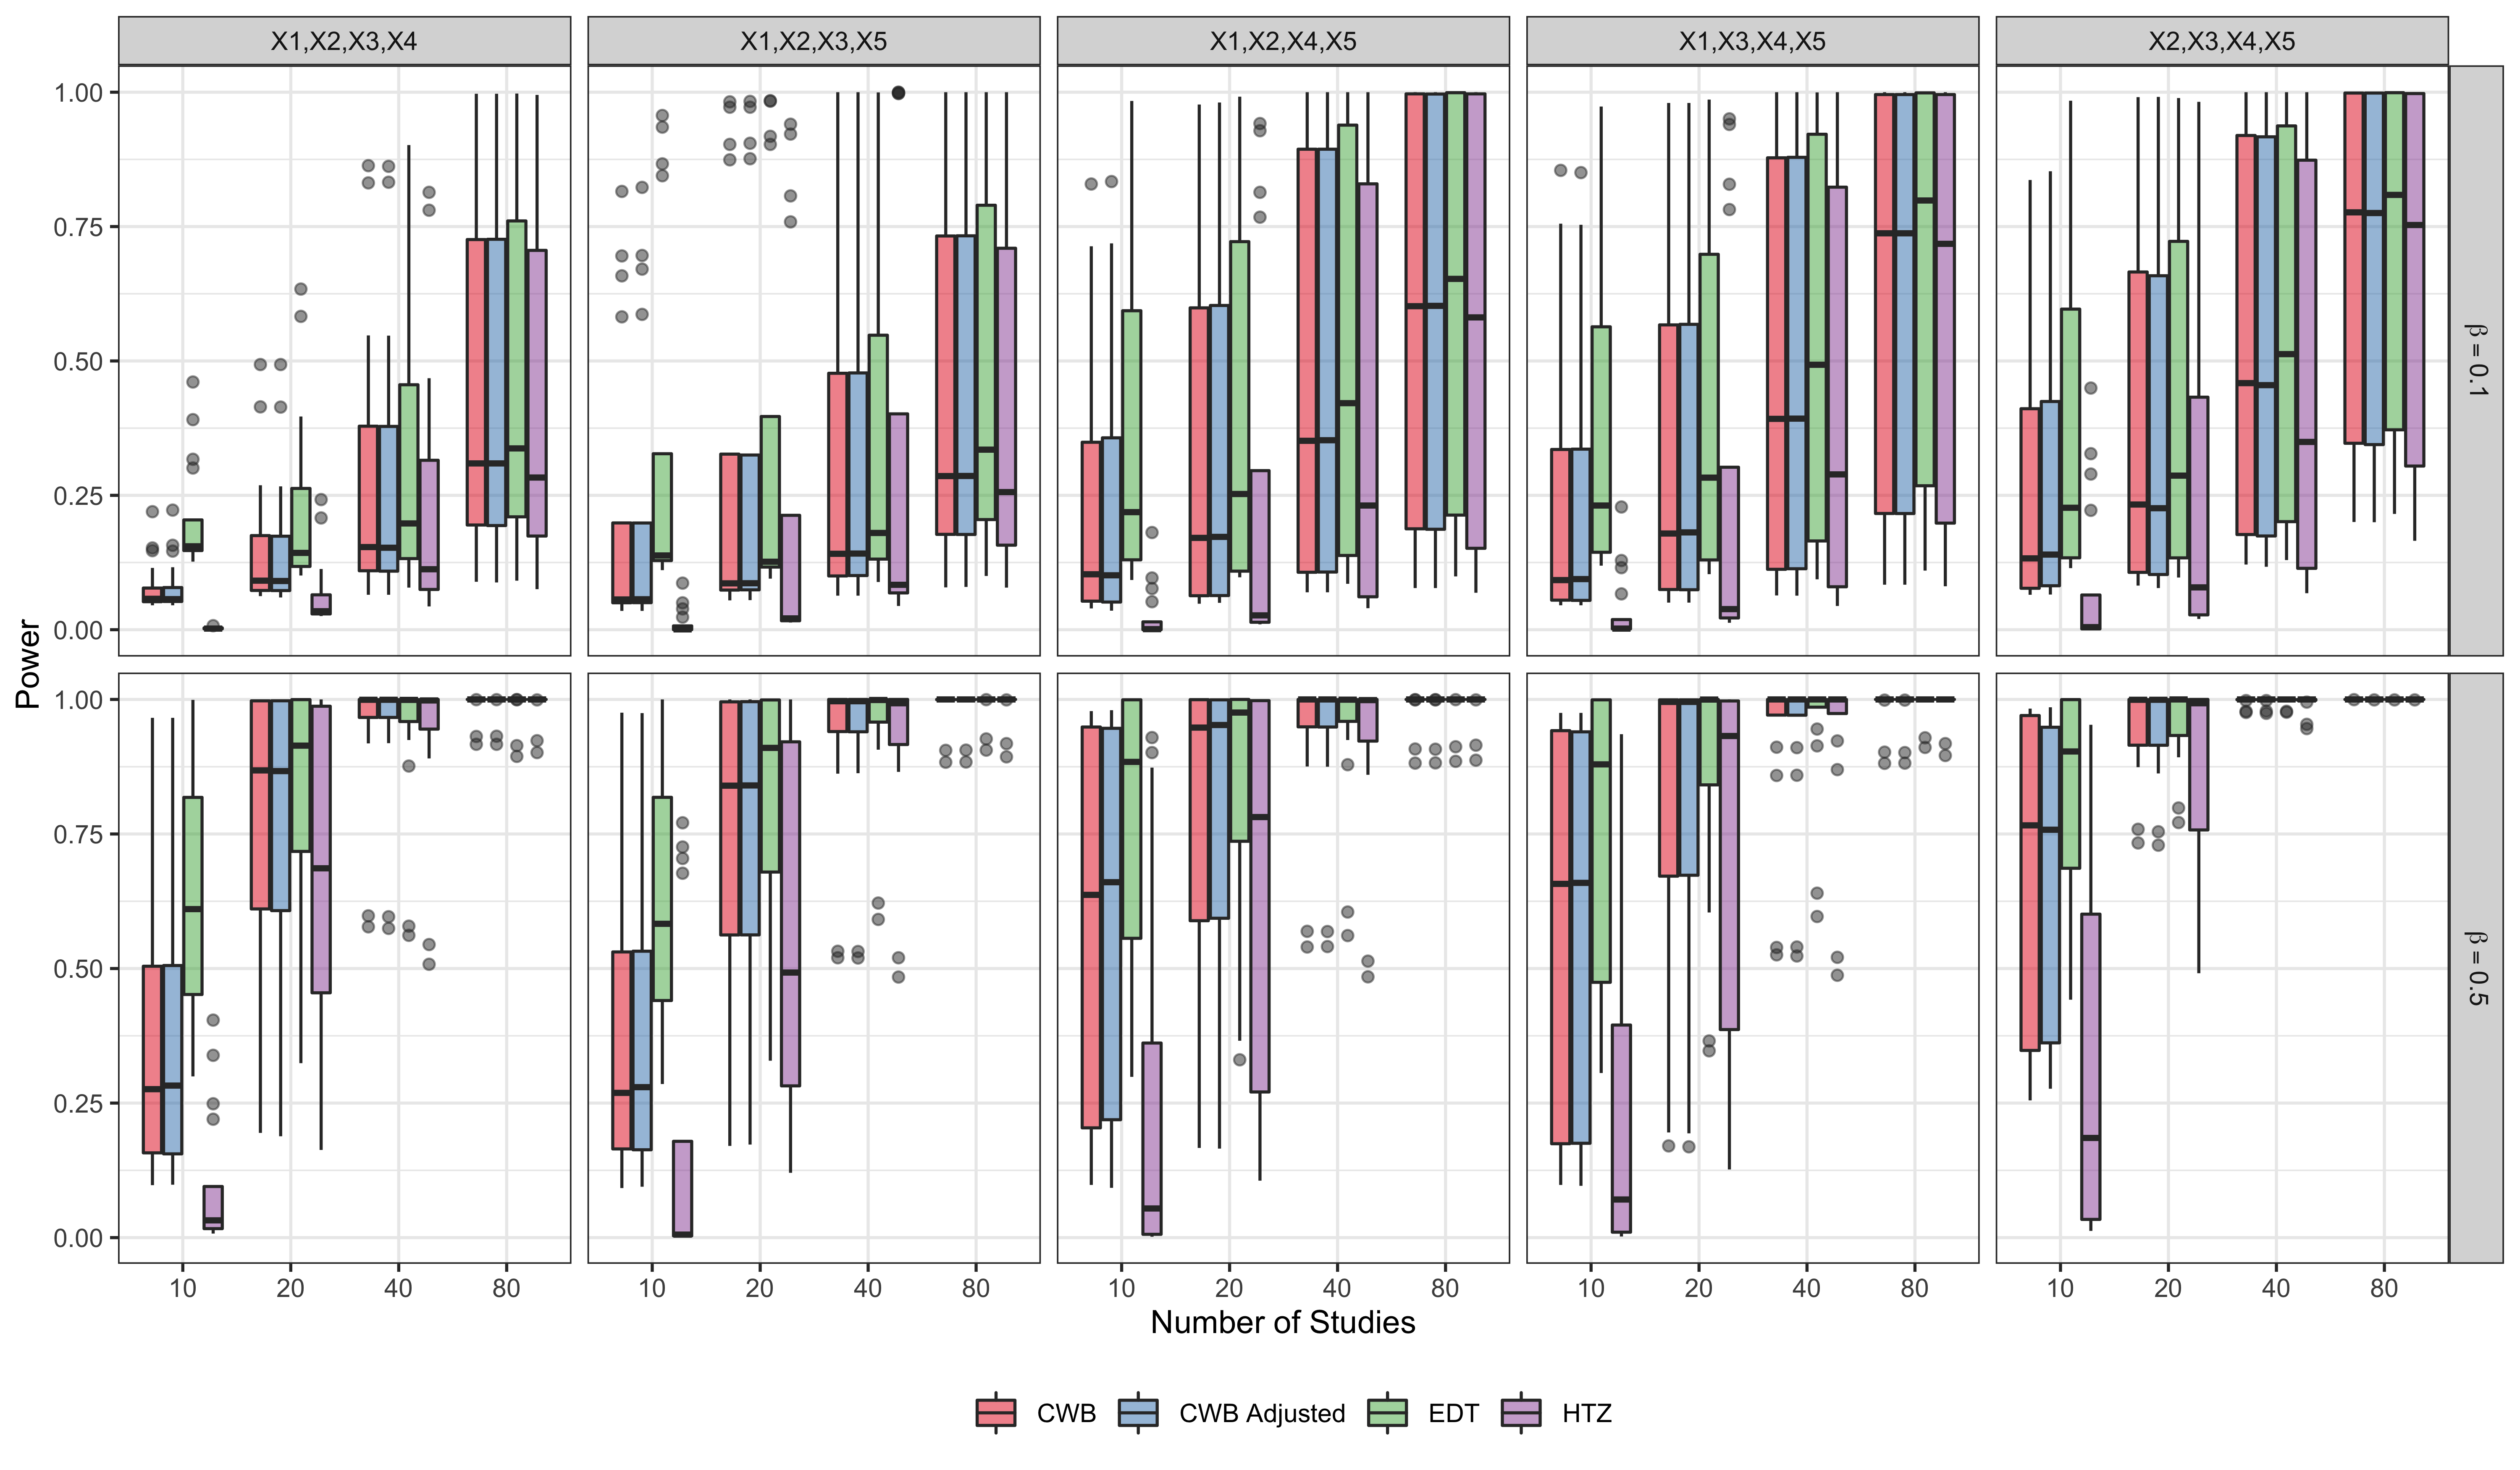 X1,X2,X3,X4
X1,X2,X3,X5
X1,X2,X4,X5
X1,X3,X4,X5
X2,X3,X4,X5
Power
1.00
0.75
0.50
0.25
0.00
β = 0.1
1.00
0.75
0.50
0.25
0.00
β = 0.5
10 20 40 80
10 20 40 80
10 20 40 80
10 20 40 80
10 20 40 80
Number of Studies
CWB
CWB Adjusted
EDT
HTZ